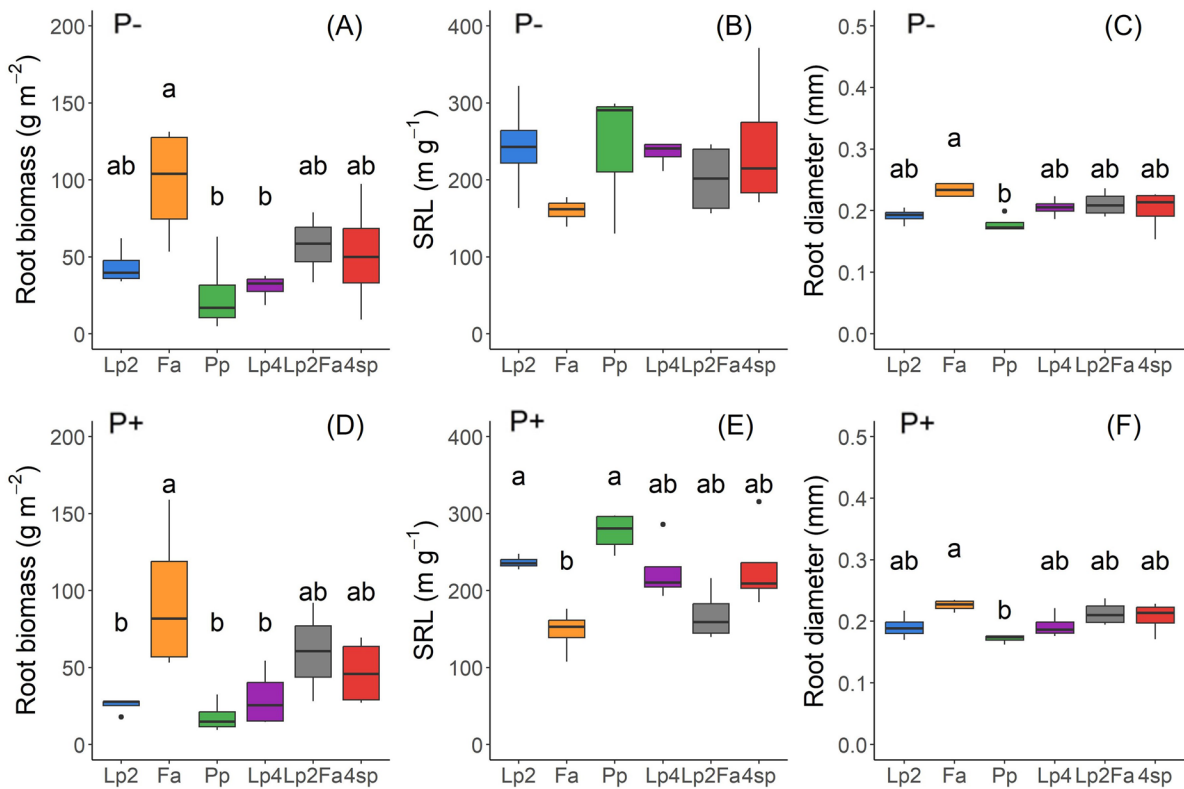 P- (A)
Root biomass (g m⁻²)
200
150
100
50
0
ab a b b ab ab
Lp2 Fa Pp Lp4 Lp2Fa 4sp
P- (B)
SRL (m g⁻¹)
400
300
200
100
0
Lp2 Fa Pp Lp4 Lp2Fa 4sp
P- (C)
Root diameter (mm)
0.5
0.4
0.3
0.2
0.1
0.0
ab a b ab ab ab
Lp2 Fa Pp Lp4 Lp2Fa 4sp
P+ (D)
Root biomass (g m⁻²)
200
150
100
50
0
b a b b ab ab
Lp2 Fa Pp Lp4 Lp2Fa 4sp
P+ (E)
SRL (m g⁻¹)
400
300
200
100
0
a b a ab ab ab
Lp2 Fa Pp Lp4 Lp2Fa 4sp
P+ (F)
Root diameter (mm)
0.5
0.4
0.3
0.2
0.1
0.0
ab a b ab ab ab
Lp2 Fa Pp Lp4 Lp2Fa 4sp